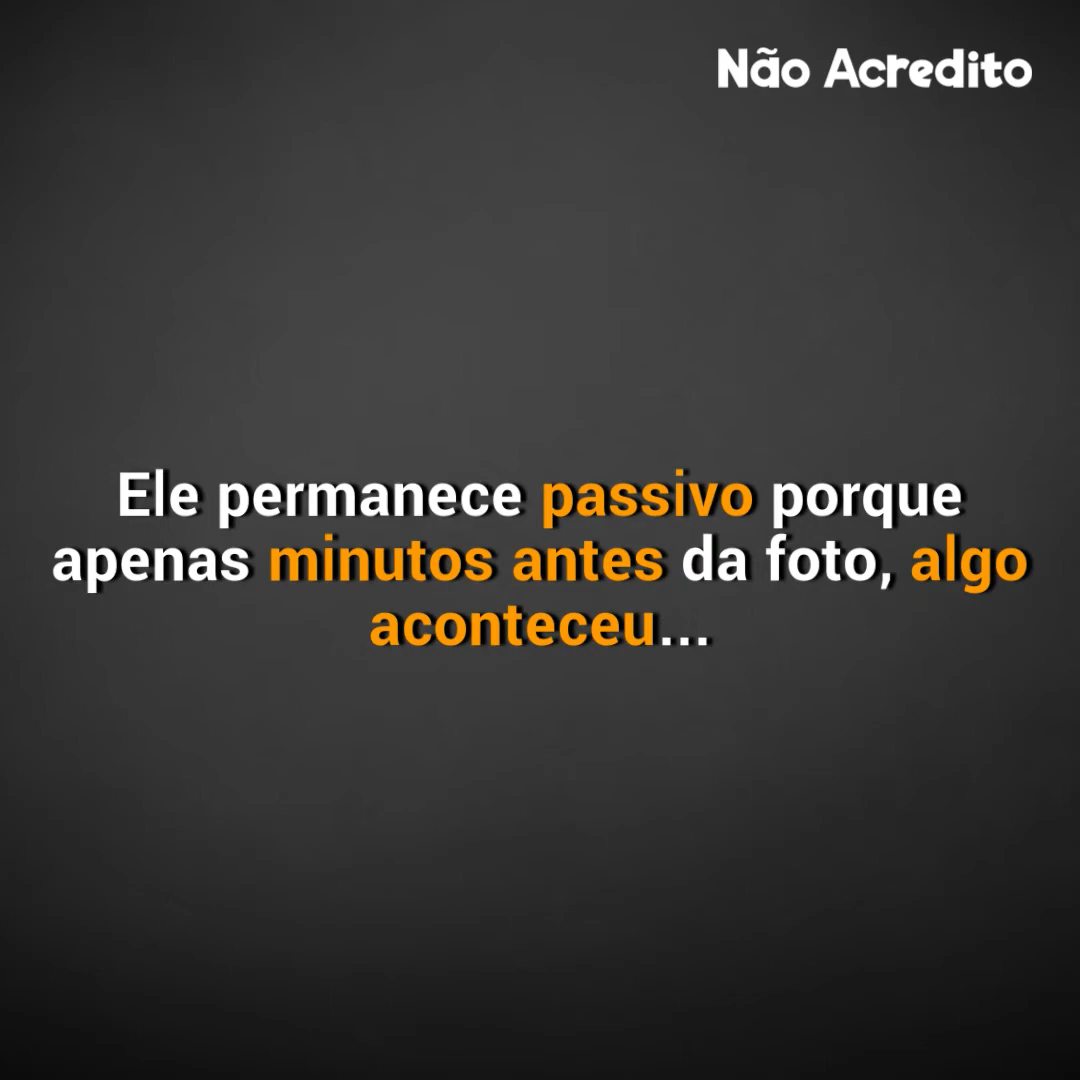 Não Acredito
Ele permanece passivo porque
apenas minutos antes da foto, algo
aconteceu...